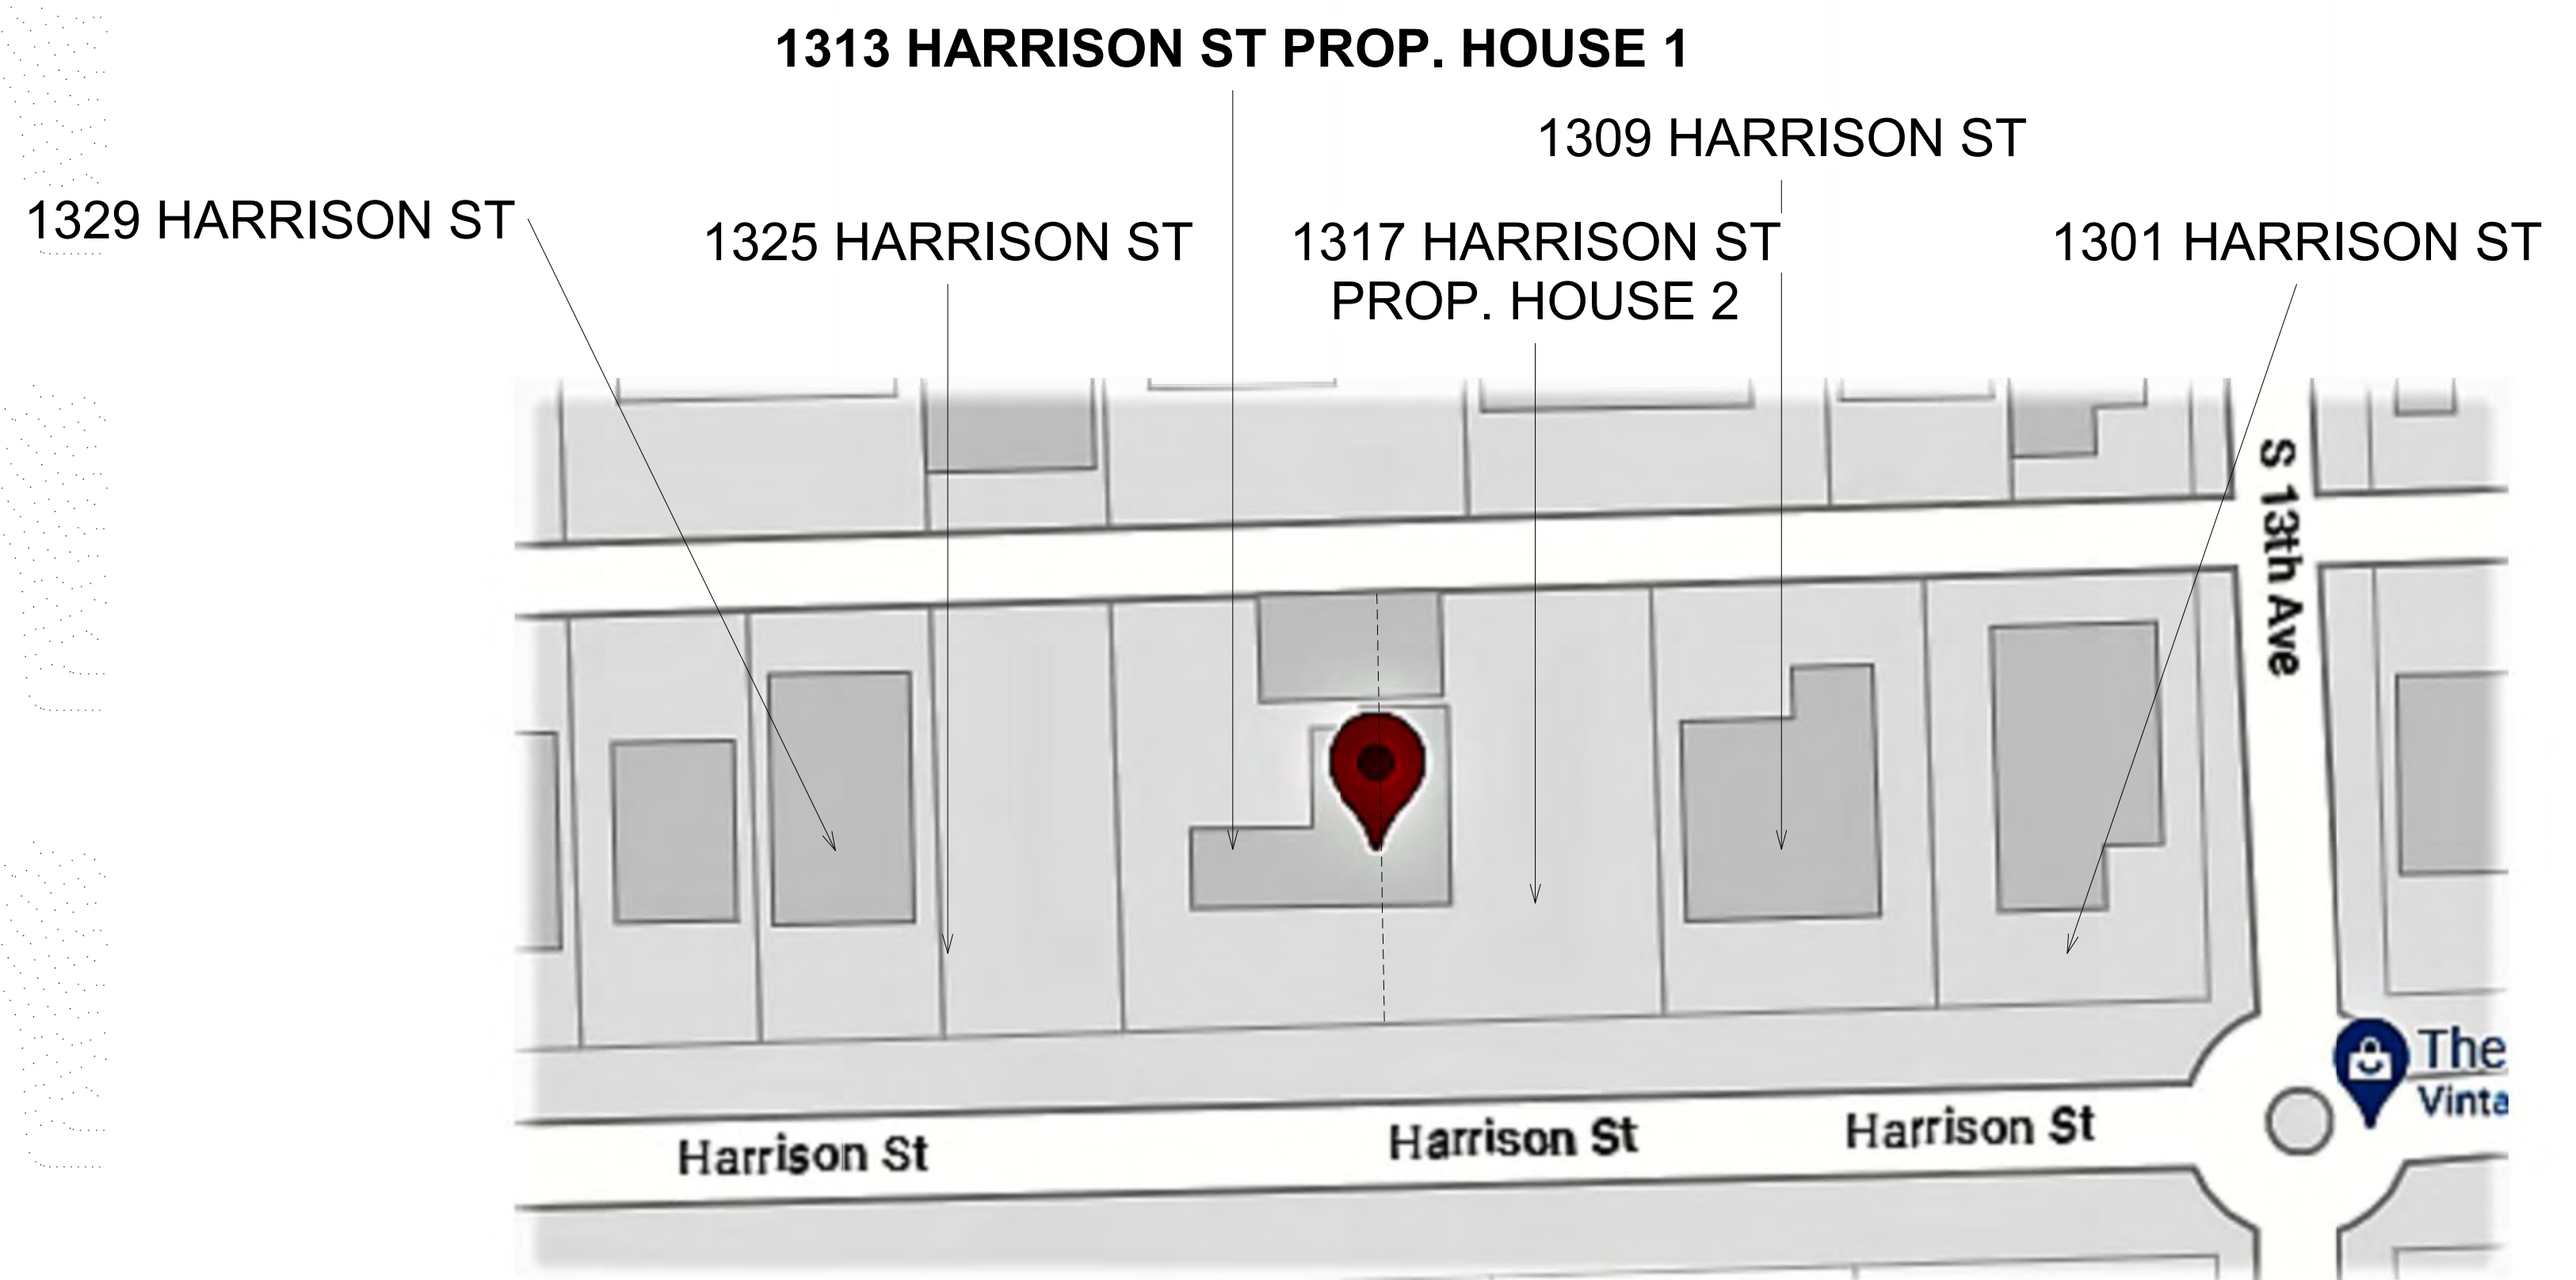 1313 HARRISON ST PROP. HOUSE 1
1309 HARRISON ST
1329 HARRISON ST
1325 HARRISON ST
1317 HARRISON ST
PROP. HOUSE 2
1301 HARRISON ST
S 13th Ave
The
Vinta
Harrison St
Harrison St
Harrison St